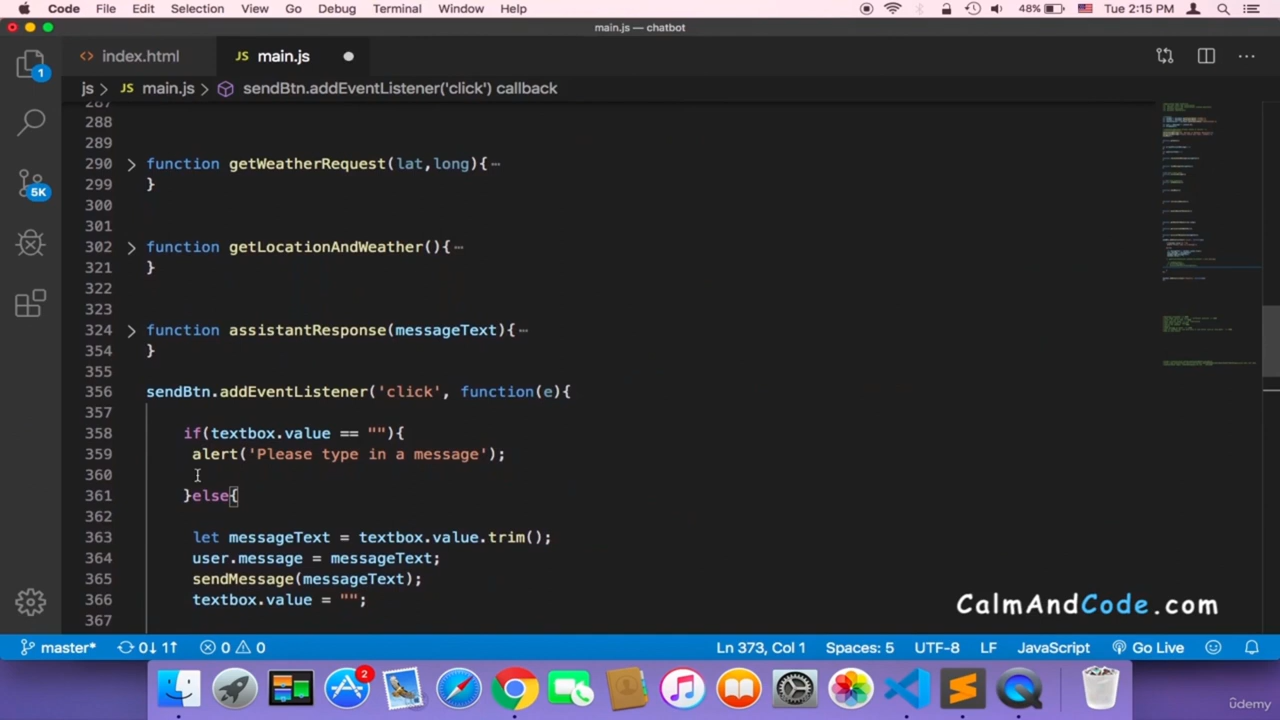 Code File Edit Selection View Go Debug Terminal Window Help 48% Tue 2:15 PM
main.js — chatbot
1
<> index.html JS main.js
js > JS main.js > sendBtn.addEventListener('click') callback
287
288
289
290 function getWeatherRequest(lat,long){
299 }
300
301
302 function getLocationAndWeather(){
321 }
322
323
324 function assistantResponse(messageText){
354 }
355
356 sendBtn.addEventListener('click', function(e){
357
358 if(textbox.value == ""){
359 alert('Please type in a message');
360
361 }else{
362
363 let messageText = textbox.value.trim();
364 user.message = messageText;
365 sendMessage(messageText);
366 textbox.value = "";
367
5K
CalmAndCode.com
master* 0↓ 1↑ 0 0 Ln 373, Col 1 Spaces: 5 UTF-8 LF JavaScript Go Live
2
ûdemy